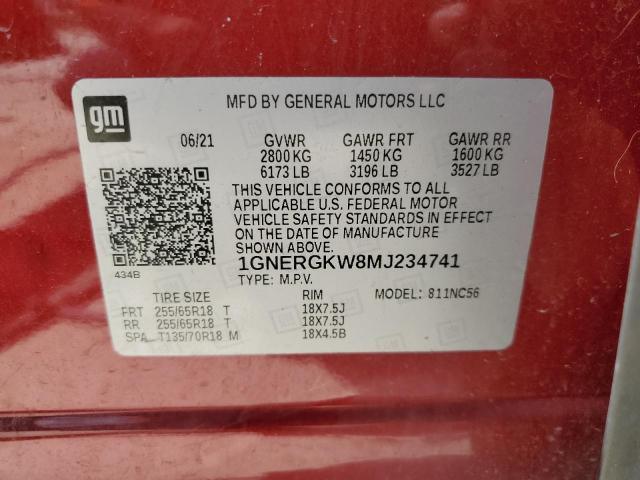 gm
MFD BY GENERAL MOTORS LLC
06/21 GVWR GAWR FRT GAWR RR
2800 KG 1450 KG 1600 KG
6173 LB 3196 LB 3527 LB
THIS VEHICLE CONFORMS TO ALL
APPLICABLE U.S. FEDERAL MOTOR
VEHICLE SAFETY STANDARDS IN EFFECT
ON THE DATE OF MANUFACTURE
SHOWN ABOVE.
434B 1GNERGKW8MJ234741
TYPE: M.P.V.
TIRE SIZE RIM MODEL: 811NC56
FRT 255/65R18 T 18X7.5J
RR 255/65R18 T 18X7.5J
SPA T135/70R18 M 18X4.5B